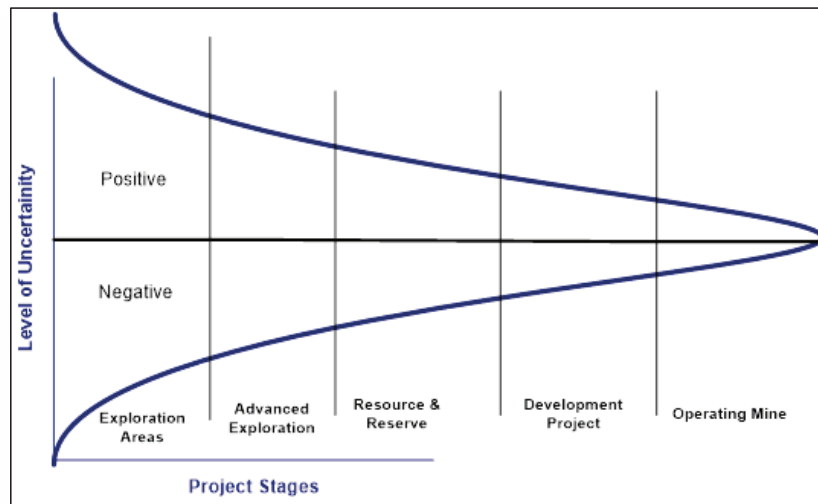 Positive
Level of Uncertainity
Negative
Exploration
Areas
Advanced
Exploration
Resource &
Reserve
Development
Project
Operating Mine
Project Stages